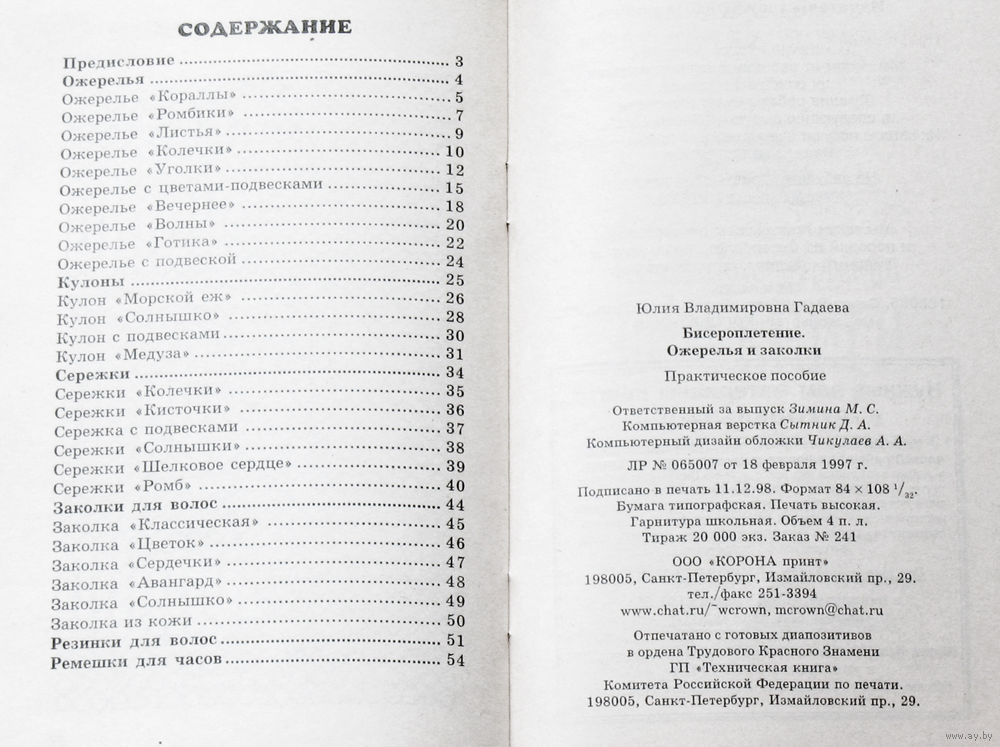 СОДЕРЖАНИЕ
Предисловие ... 3
Ожерелья ... 4
Ожерелье «Кораллы» ... 5
Ожерелье «Ромбики» ... 7
Ожерелье «Листья» ... 9
Ожерелье «Колечки» ... 10
Ожерелье «Уголки» ... 12
Ожерелье с цветами-подвесками ... 15
Ожерелье «Вечернее» ... 18
Ожерелье «Волны» ... 20
Ожерелье «Готика» ... 22
Ожерелье с подвеской ... 24
Кулоны ... 25
Кулон «Морской еж» ... 26
Кулон «Солнышко» ... 28
Кулон с подвесками ... 30
Кулон «Медуза» ... 31
Сережки ... 34
Сережки «Колечки» ... 35
Сережки «Кисточки» ... 36
Сережка с подвесками ... 37
Сережки «Солнышки» ... 38
Сережки «Шелковое сердце» ... 39
Сережки «Ромб» ... 40
Заколки для волос ... 44
Заколка «Классическая» ... 45
Заколка «Цветок» ... 46
Заколка «Сердечки» ... 47
Заколка «Авангард» ... 48
Заколка «Солнышко» ... 49
Заколка из кожи ... 50
Резинки для волос ... 51
Ремешки для часов ... 54
Юлия Владимировна Гадаева
Бисероплетение.
Ожерелья и заколки
Практическое пособие
Ответственный за выпуск Зимина М. С.
Компьютерная верстка Сытник Д. А.
Компьютерный дизайн обложки Чикулаев А. А.
ЛР № 065007 от 18 февраля 1997 г.
Подписано в печать 11.12.98. Формат 84 × 108 1/32.
Бумага типографская. Печать высокая.
Гарнитура школьная. Объем 4 п. л.
Тираж 20 000 экз. Заказ № 241
ООО «КОРОНА принт»
198005, Санкт-Петербург, Измайловский пр., 29.
тел./факс 251-3394
www.chat.ru/~wcrown, mcrown@chat.ru
Отпечатано с готовых диапозитивов
в ордена Трудового Красного Знамени
ГП «Техническая книга»
Комитета Российской Федерации по печати.
198005, Санкт-Петербург, Измайловский пр., 29.
www.ay.by